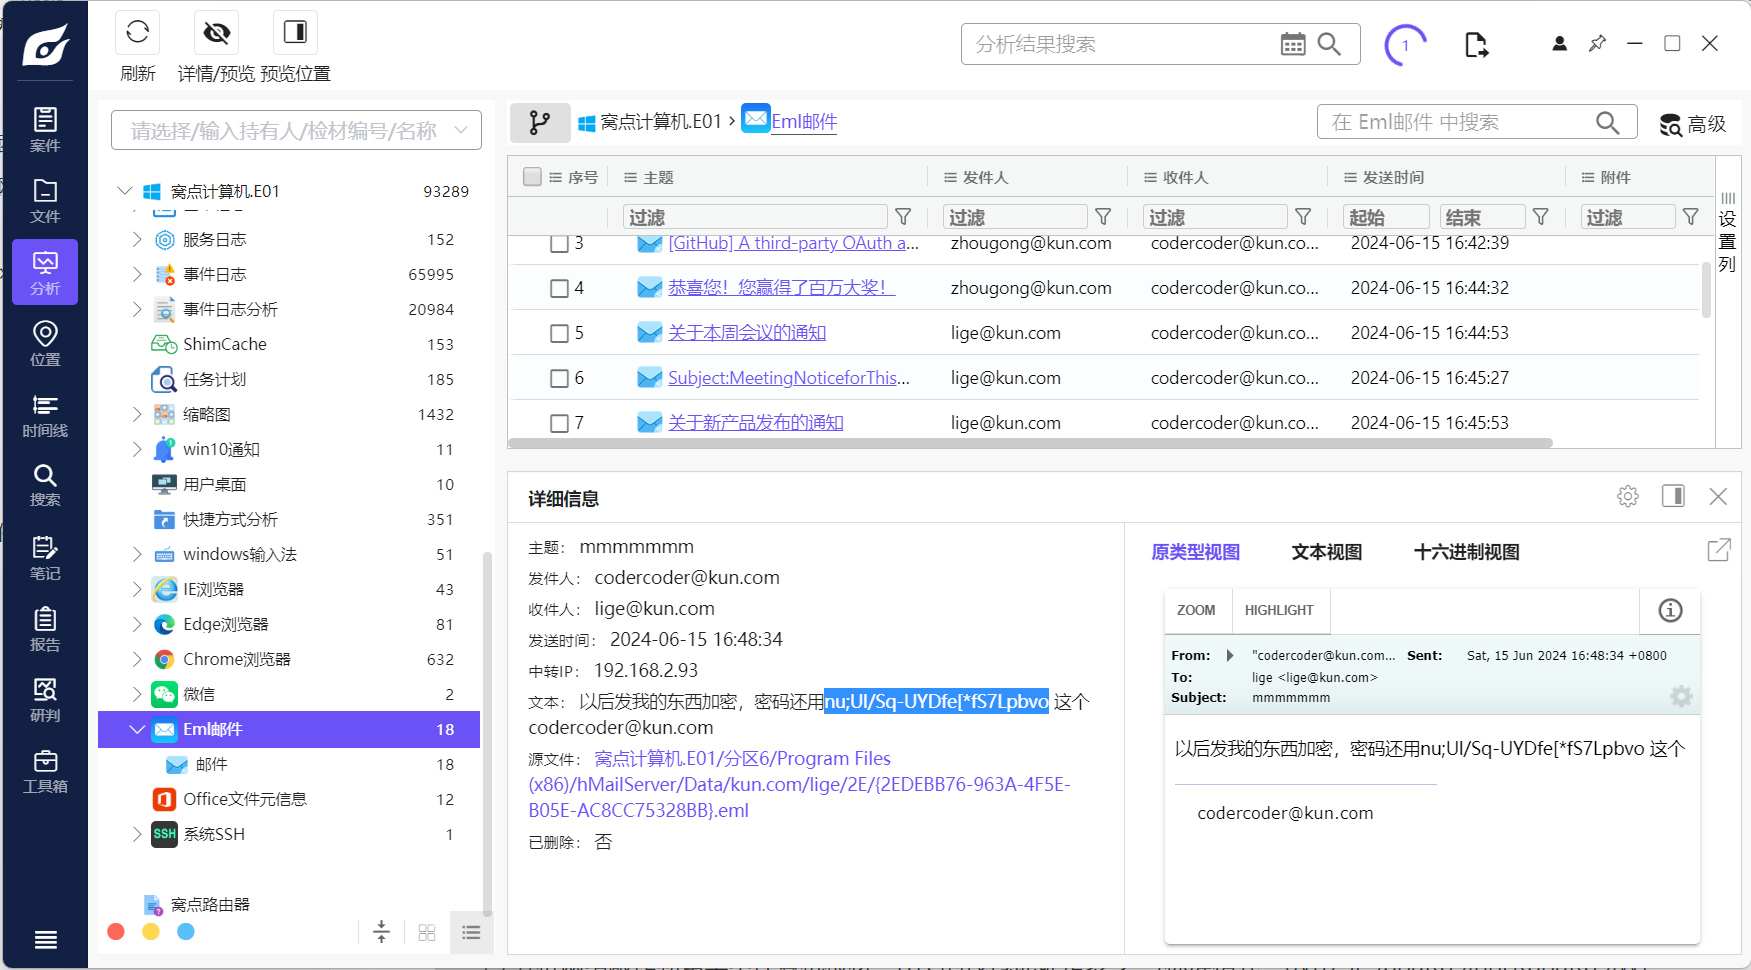 刷新
详情/预览
预览位置
分析结果搜索
1
案件
文件
分析
位置
时间线
搜索
笔记
报告
研判
工具箱
请选择/输入持有人/检材编号/名称
窝点计算机.E01 93289
服务日志 152
事件日志 65995
事件日志分析 20984
ShimCache 153
任务计划 185
缩略图 1432
win10通知 11
用户桌面 10
快捷方式分析 351
windows输入法 51
IE浏览器 43
Edge浏览器 81
Chrome浏览器 632
微信 2
Eml邮件 18
邮件 18
Office文件元信息 12
SSH 系统SSH 1
窝点路由器
窝点计算机.E01 › Eml邮件
在 Eml邮件 中搜索
高级
序号 主题 发件人 收件人 发送时间 附件
过滤 过滤 过滤 起始 结束 过滤
设置列
3 [GitHub] A third-party OAuth a... zhougong@kun.com codercoder@kun.co... 2024-06-15 16:42:39
4 恭喜您！您赢得了百万大奖！ zhougong@kun.com codercoder@kun.co... 2024-06-15 16:44:32
5 关于本周会议的通知 lige@kun.com codercoder@kun.co... 2024-06-15 16:44:53
6 Subject:MeetingNoticeforThis... lige@kun.com codercoder@kun.co... 2024-06-15 16:45:27
7 关于新产品发布的通知 lige@kun.com codercoder@kun.co... 2024-06-15 16:45:53
详细信息
主题： mmmmmmm
发件人： codercoder@kun.com
收件人： lige@kun.com
发送时间： 2024-06-15 16:48:34
中转IP： 192.168.2.93
文本： 以后发我的东西加密，密码还用nu;UI/Sq-UYDfe[*fS7Lpbvo 这个
codercoder@kun.com
源文件： 窝点计算机.E01/分区6/Program Files
(x86)/hMailServer/Data/kun.com/lige/2E/{2EDEBB76-963A-4F5E-
B05E-AC8CC75328BB}.eml
已删除： 否
原类型视图 文本视图 十六进制视图
ZOOM HIGHLIGHT
From: "codercoder@kun.com... Sent: Sat, 15 Jun 2024 16:48:34 +0800
To: lige <lige@kun.com>
Subject: mmmmmmm
以后发我的东西加密，密码还用nu;UI/Sq-UYDfe[*fS7Lpbvo 这个
codercoder@kun.com